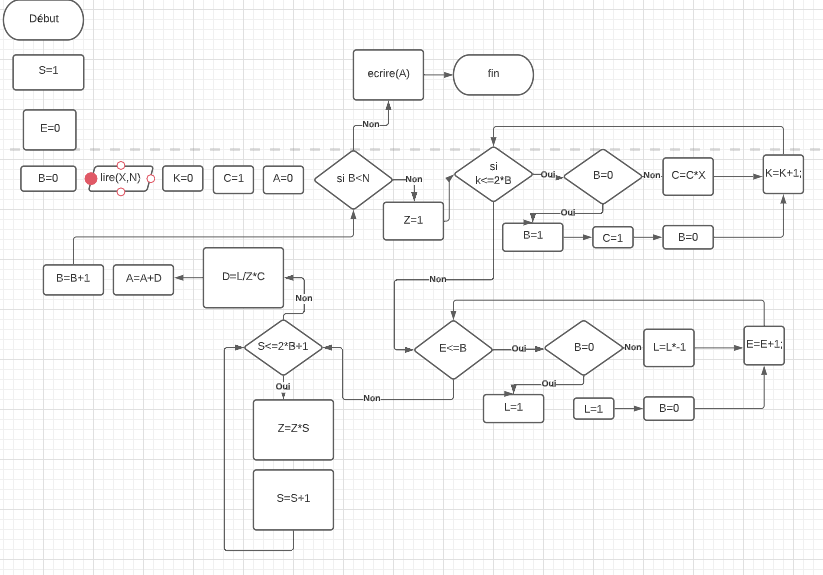 Début
S=1
ecrire(A)
fin
E=0
Non
B=0
lire(X,N)
K=0
C=1
A=0
si B<N
Non
Z=1
si
k<=2*B
Oui
B=0
Non
C=C*X
K=K+1;
Oui
B=1
C=1
B=0
B=B+1
A=A+D
D=L/Z*C
Non
Non
S<=2*B+1
E<=B
Oui
B=0
Non
L=L*-1
E=E+1;
Oui
Oui
Non
L=1
L=1
B=0
Z=Z*S
S=S+1